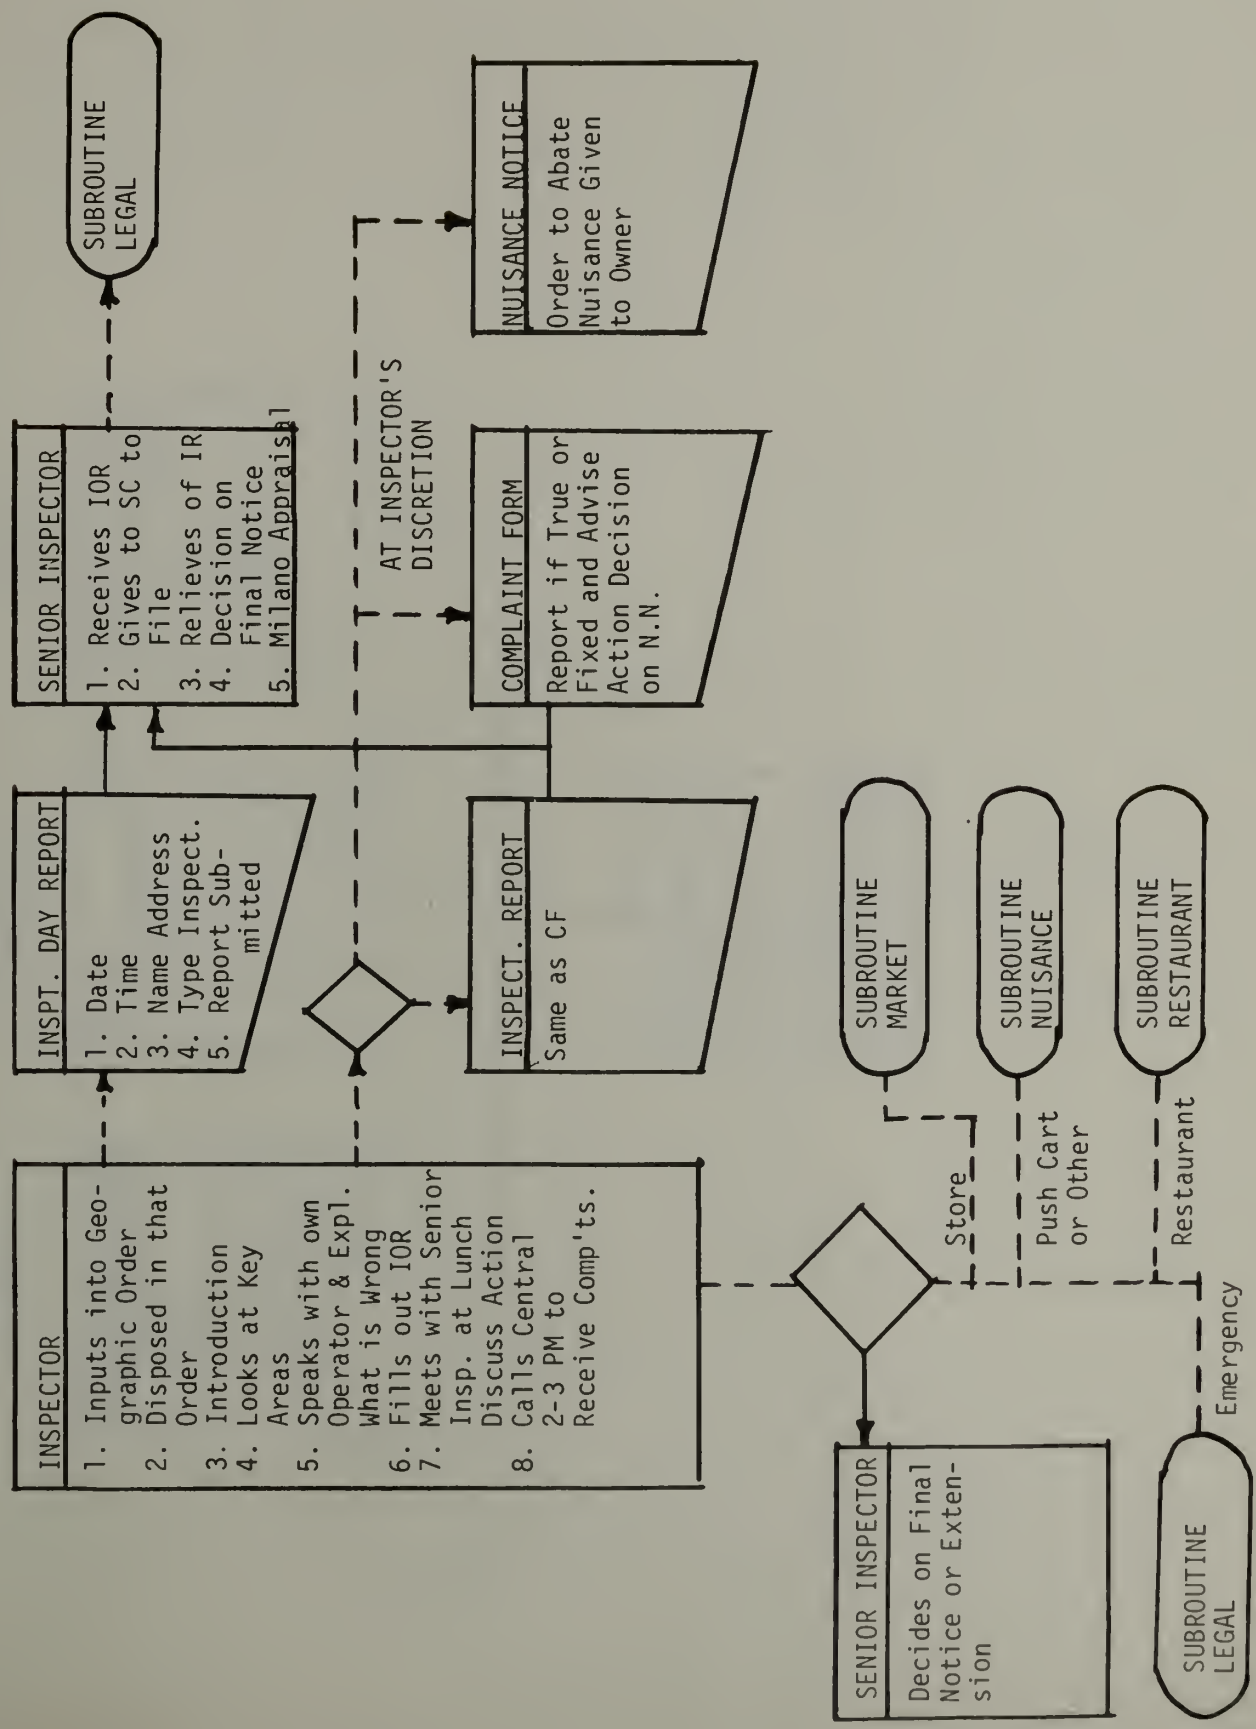 INSPECTOR
1. Inputs into Geo-
graphic Order
2. Disposed in that
Order
3. Introduction
4. Looks at Key
Areas
5. Speaks with own
Operator & Expl.
What is Wrong
6. Fills out IOR
7. Meets with Senior
Insp. at Lunch
Discuss Action
8. Calls Central
2-3 PM to
Receive Comp'ts.
INSPT. DAY REPORT
1. Date
2. Time
3. Name Address
4. Type Inspect.
5. Report Sub-
mitted
SENIOR INSPECTOR
1. Receives IOR
2. Gives to SC to
File
3. Relieves of IR
4. Decision on
Final Notice
5. Milano Appraisal
SUBROUTINE
LEGAL
AT INSPECTOR'S
DISCRETION
INSPECT. REPORT
Same as CF
COMPLAINT FORM
Report if True or
Fixed and Advise
Action Decision
on N.N.
NUISANCE NOTICE
Order to Abate
Nuisance Given
to Owner
SENIOR INSPECTOR
Decides on Final
Notice or Exten-
sion
Store
SUBROUTINE
MARKET
Push Cart
or Other
SUBROUTINE
NUISANCE
Restaurant
SUBROUTINE
RESTAURANT
Emergency
SUBROUTINE
LEGAL